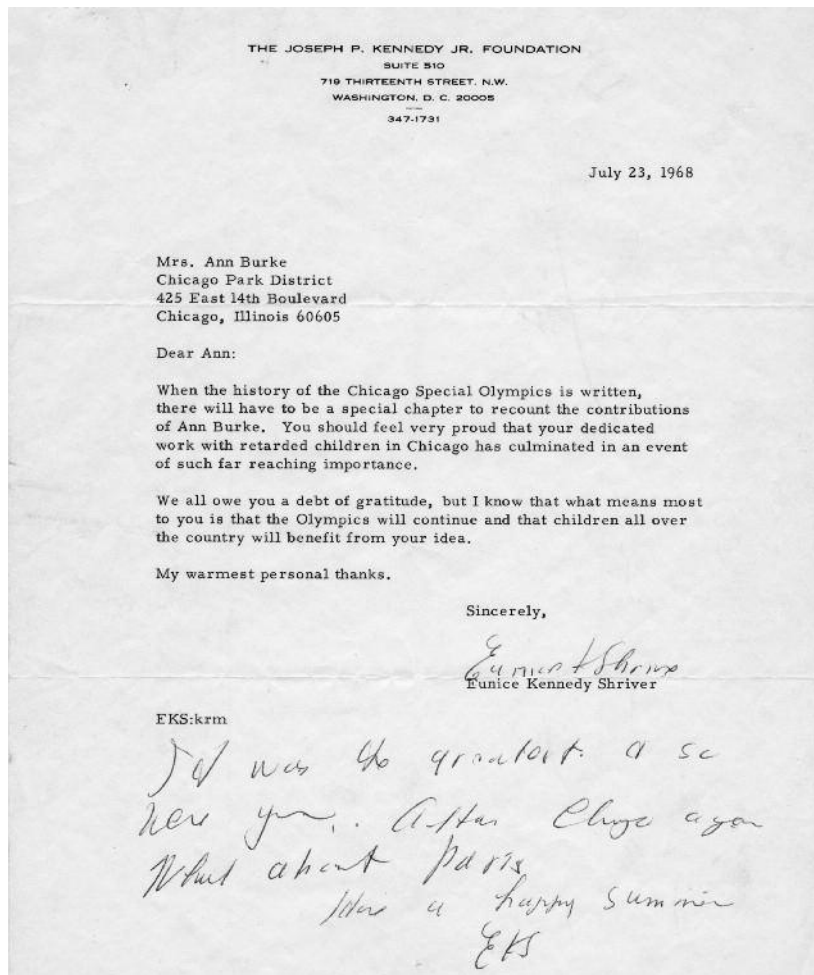 THE JOSEPH P. KENNEDY JR. FOUNDATION
SUITE 510
719 THIRTEENTH STREET, N.W.
WASHINGTON, D. C. 20005
347-1731
July 23, 1968
Mrs. Ann Burke
Chicago Park District
425 East 14th Boulevard
Chicago, Illinois 60605
Dear Ann:
When the history of the Chicago Special Olympics is written,
there will have to be a special chapter to recount the contributions
of Ann Burke. You should feel very proud that your dedicated
work with retarded children in Chicago has culminated in an event
of such far reaching importance.
We all owe you a debt of gratitude, but I know that what means most
to you is that the Olympics will continue and that children all over
the country will benefit from your idea.
My warmest personal thanks.
Sincerely,
Eunice K Shriver
Eunice Kennedy Shriver
EKS:krm
was the greatest
What about Paris
a happy summer
EKS